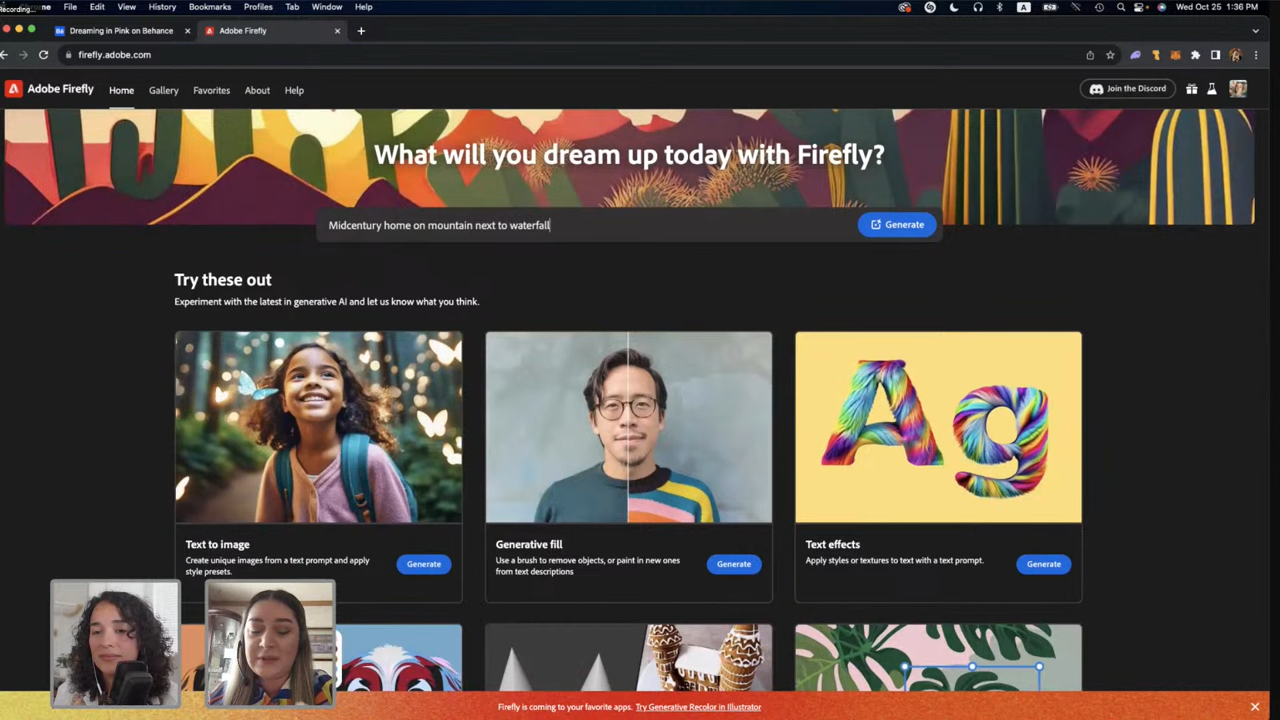 Recording...
Chrome File Edit View History Bookmarks Profiles Tab Window Help
A
Wed Oct 25 1:36 PM
Bē Dreaming in Pink on Behance
Adobe Firefly
firefly.adobe.com
Adobe Firefly
Home
Gallery
Favorites
About
Help
Join the Discord
What will you dream up today with Firefly?
Midcentury home on mountain next to waterfall
Generate
Try these out
Experiment with the latest in generative AI and let us know what you think.
Ag
Text to image
Create unique images from a text prompt and apply
style presets.
Generate
Generative fill
Use a brush to remove objects, or paint in new ones
from text descriptions
Generate
Text effects
Apply styles or textures to text with a text prompt.
Generate
Firefly is coming to your favorite apps. Try Generative Recolor in Illustrator